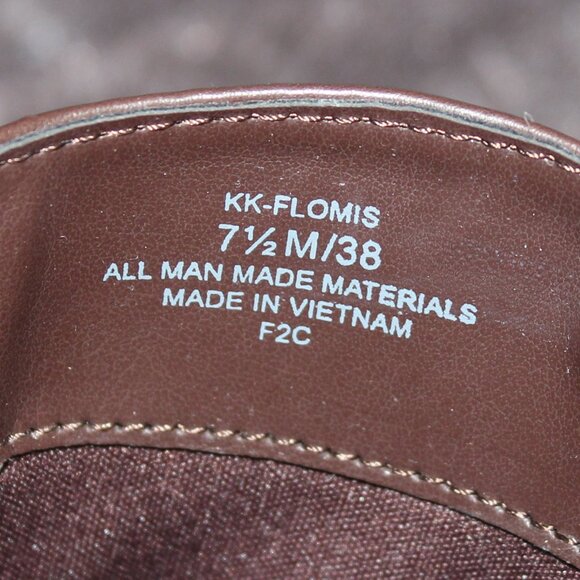 KK-FLOMIS
7½ M/38
ALL MAN MADE MATERIALS
MADE IN VIETNAM
F2C